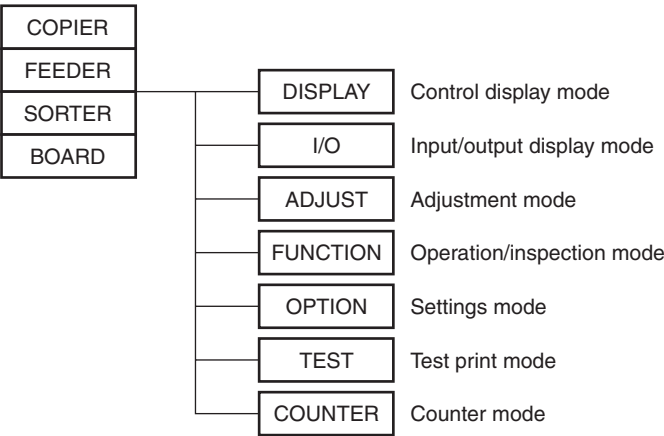 COPIER
FEEDER
SORTER
BOARD
DISPLAY Control display mode
I/O Input/output display mode
ADJUST Adjustment mode
FUNCTION Operation/inspection mode
OPTION Settings mode
TEST Test print mode
COUNTER Counter mode